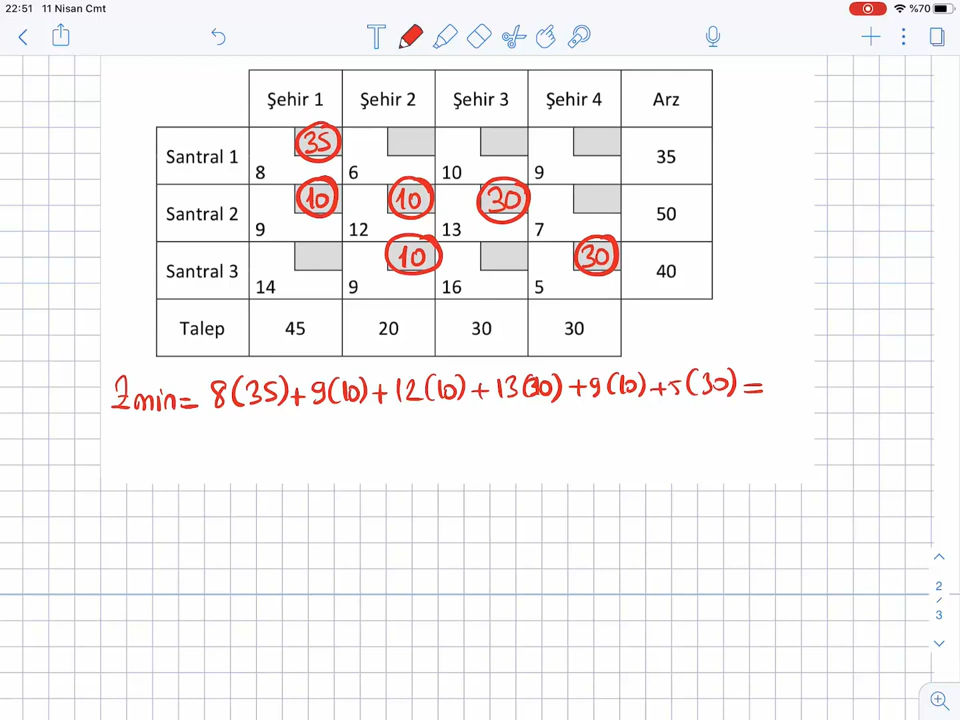 22:51 11 Nisan Cmt %70
T
Şehir 1 Şehir 2 Şehir 3 Şehir 4 Arz
35
Santral 1 8 6 10 9 35
10 10 30
Santral 2 9 12 13 7 50
10 30
Santral 3 14 9 16 5 40
Talep 45 20 30 30
Zmin= 8(35)+9(10)+12(10)+13(30)+9(10)+5(30)=
2
/
3